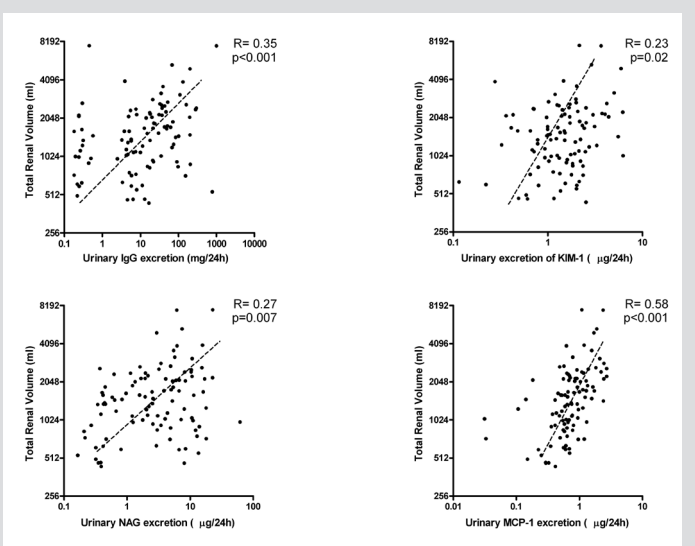 R= 0.35
p<0.001
8192
4096
2048
1024
512
256
Total Renal Volume (ml)
0.1 1 10 100 1000 10000
Urinary IgG excretion (mg/24h)
R= 0.23
p=0.02
8192
4096
2048
1024
512
256
Total Renal Volume (ml)
0.1 1 10
Urinary excretion of KIM-1 ( μg/24h)
R= 0.27
p=0.007
8192
4096
2048
1024
512
256
Total Renal Volume (ml)
0.1 1 10 100
Urinary NAG excretion ( μg/24h)
R= 0.58
p<0.001
8192
4096
2048
1024
512
256
Total Renal Volume (ml)
0.01 0.1 1 10
Urinary MCP-1 excretion ( μg/24h)